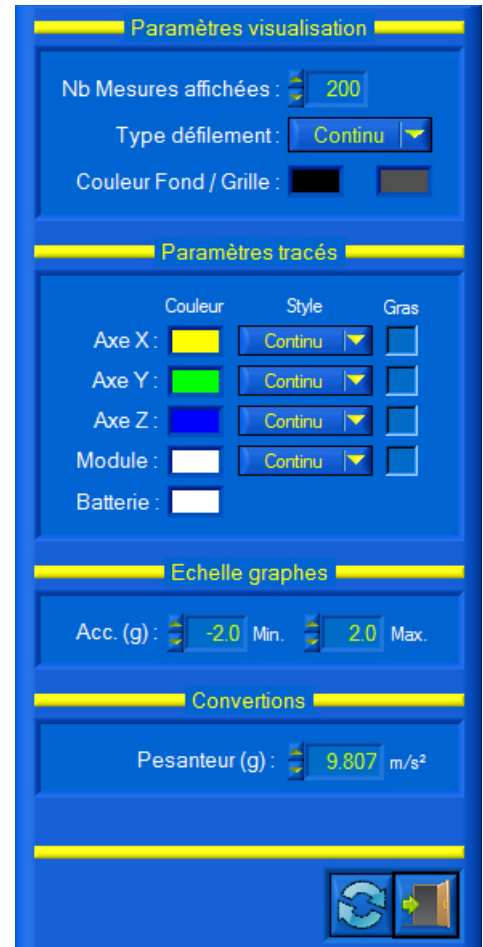 Paramètres visualisation
Nb Mesures affichées : 200
Type défilement : Continu
Couleur Fond / Grille :
Paramètres tracés
Couleur Style Gras
Axe X : Continu
Axe Y : Continu
Axe Z : Continu
Module : Continu
Batterie :
Echelle graphes
Acc. (g) : -2.0 Min. 2.0 Max.
Convertions
Pesanteur (g) : 9.807 m/s²